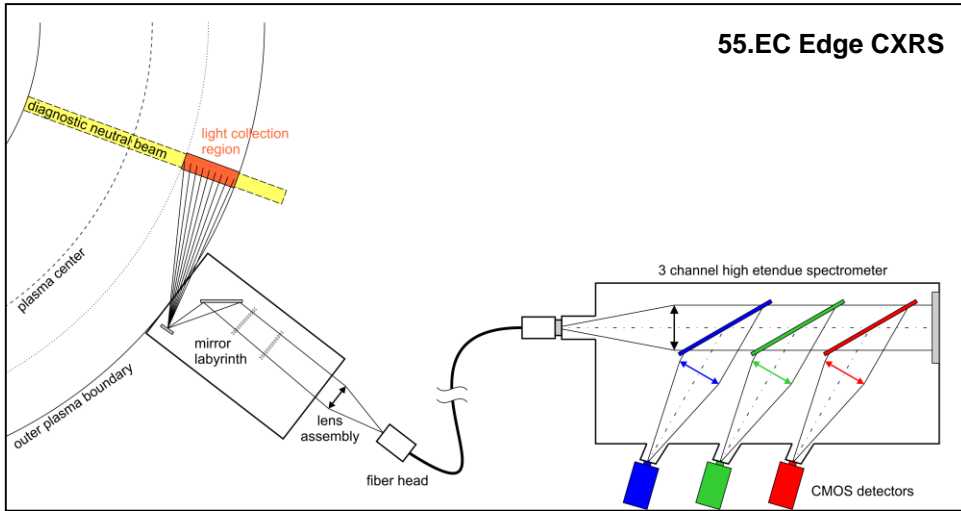 55.EC Edge CXRS
diagnostic neutral beam
light collection
region
plasma center
outer plasma boundary
mirror
labyrinth
lens
assembly
fiber head
3 channel high etendue spectrometer
CMOS detectors